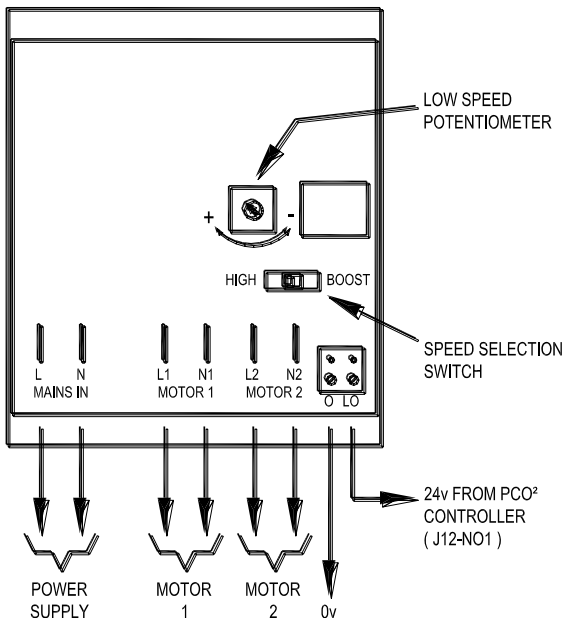 LOW SPEED
POTENTIOMETER
+ -
HIGH BOOST
SPEED SELECTION
SWITCH
L N L1 N1 L2 N2
MAINS IN MOTOR 1 MOTOR 2
O LO
24v FROM PCO²
CONTROLLER
( J12-NO1 )
POWER
SUPPLY
MOTOR
1
MOTOR
2
0v